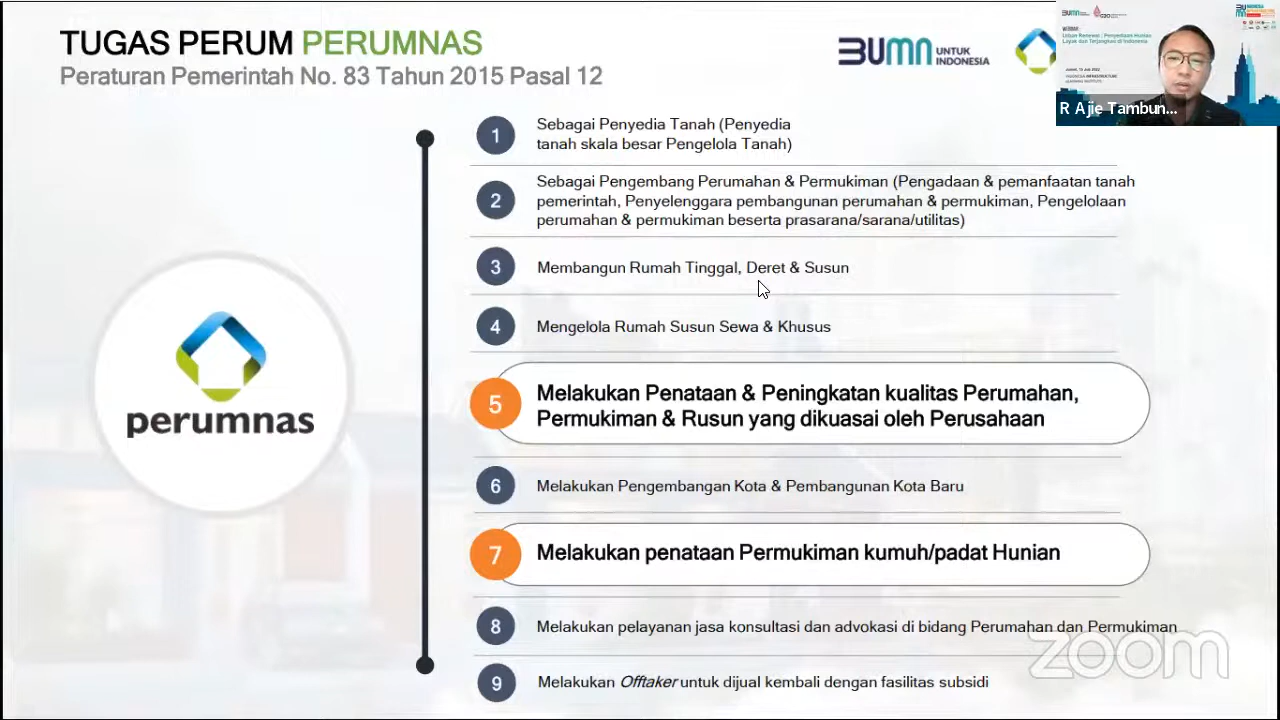 TUGAS PERUM PERUMNAS
Peraturan Pemerintah No. 83 Tahun 2015 Pasal 12
BUMN UNTUK
INDONESIA
R Ajie Tambun...
perumnas
1
Sebagai Penyedia Tanah (Penyedia
tanah skala besar Pengelola Tanah)
2
Sebagai Pengembang Perumahan & Permukiman (Pengadaan & pemanfaatan tanah
pemerintah, Penyelenggara pembangunan perumahan & permukiman, Pengelolaan
perumahan & permukiman beserta prasarana/sarana/utilitas)
3
Membangun Rumah Tinggal, Deret & Susun
4
Mengelola Rumah Susun Sewa & Khusus
5
Melakukan Penataan & Peningkatan kualitas Perumahan,
Permukiman & Rusun yang dikuasai oleh Perusahaan
6
Melakukan Pengembangan Kota & Pembangunan Kota Baru
7
Melakukan penataan Permukiman kumuh/padat Hunian
8
Melakukan pelayanan jasa konsultasi dan advokasi di bidang Perumahan dan Permukiman
9
Melakukan Offtaker untuk dijual kembali dengan fasilitas subsidi
zoom